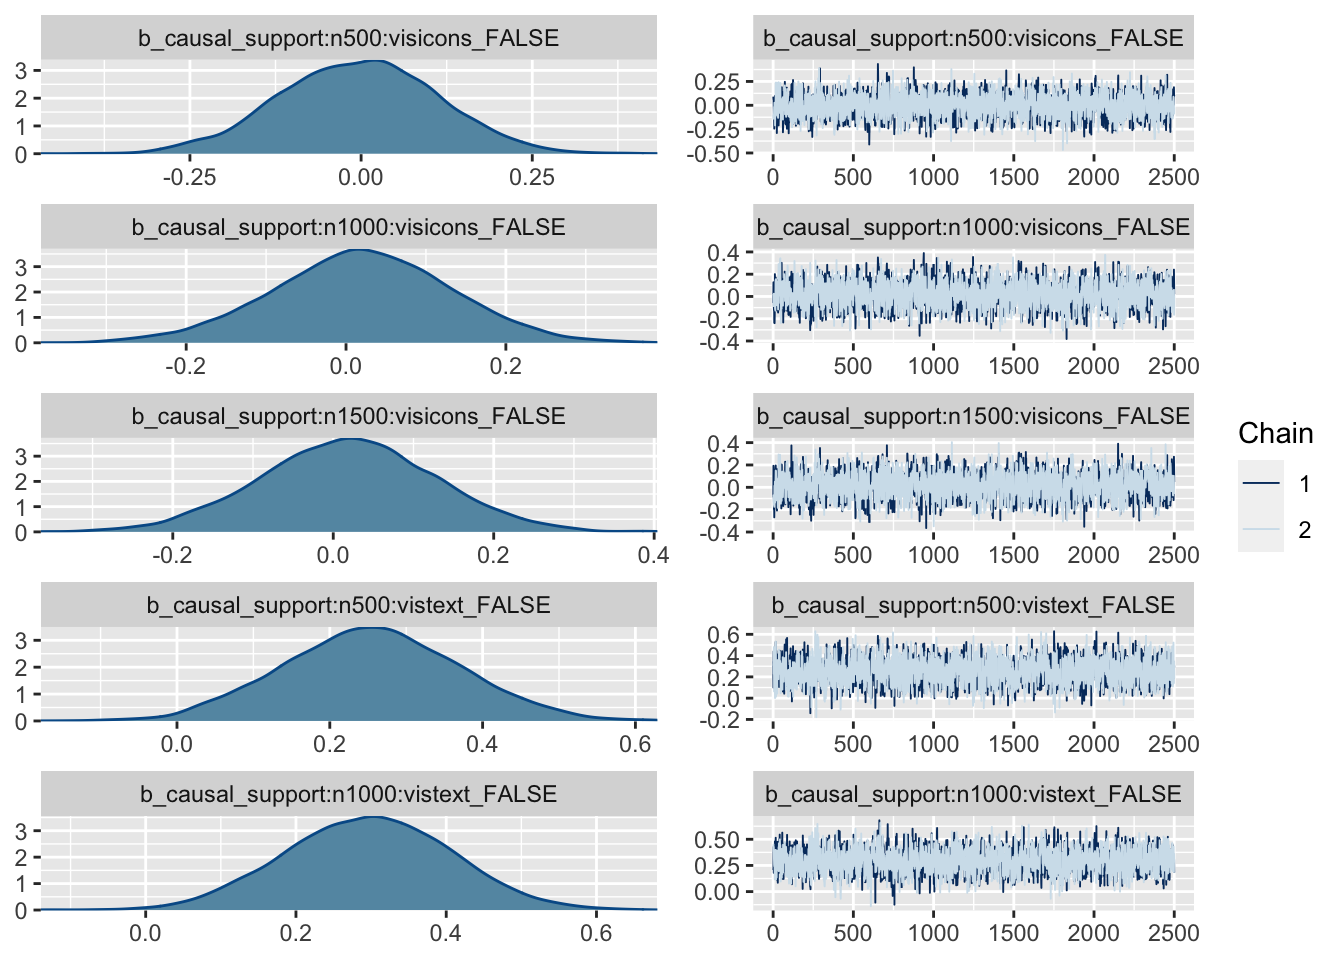 b_causal_support:n500:visicons_FALSE
3
2
1
0
-0.25 0.00 0.25
b_causal_support:n500:visicons_FALSE
0.25
0.00
-0.25
-0.50
0 500 1000 1500 2000 2500
b_causal_support:n1000:visicons_FALSE
3
2
1
0
-0.2 0.0 0.2
b_causal_support:n1000:visicons_FALSE
0.4
0.2
0.0
-0.2
-0.4
0 500 1000 1500 2000 2500
b_causal_support:n1500:visicons_FALSE
3
2
1
0
-0.2 0.0 0.2 0.4
b_causal_support:n1500:visicons_FALSE
0.4
0.2
0.0
-0.2
-0.4
0 500 1000 1500 2000 2500
b_causal_support:n500:vistext_FALSE
3
2
1
0
0.0 0.2 0.4 0.6
b_causal_support:n500:vistext_FALSE
0.6
0.4
0.2
0.0
-0.2
0 500 1000 1500 2000 2500
b_causal_support:n1000:vistext_FALSE
3
2
1
0
0.0 0.2 0.4 0.6
b_causal_support:n1000:vistext_FALSE
0.50
0.25
0.00
0 500 1000 1500 2000 2500
Chain
1
2